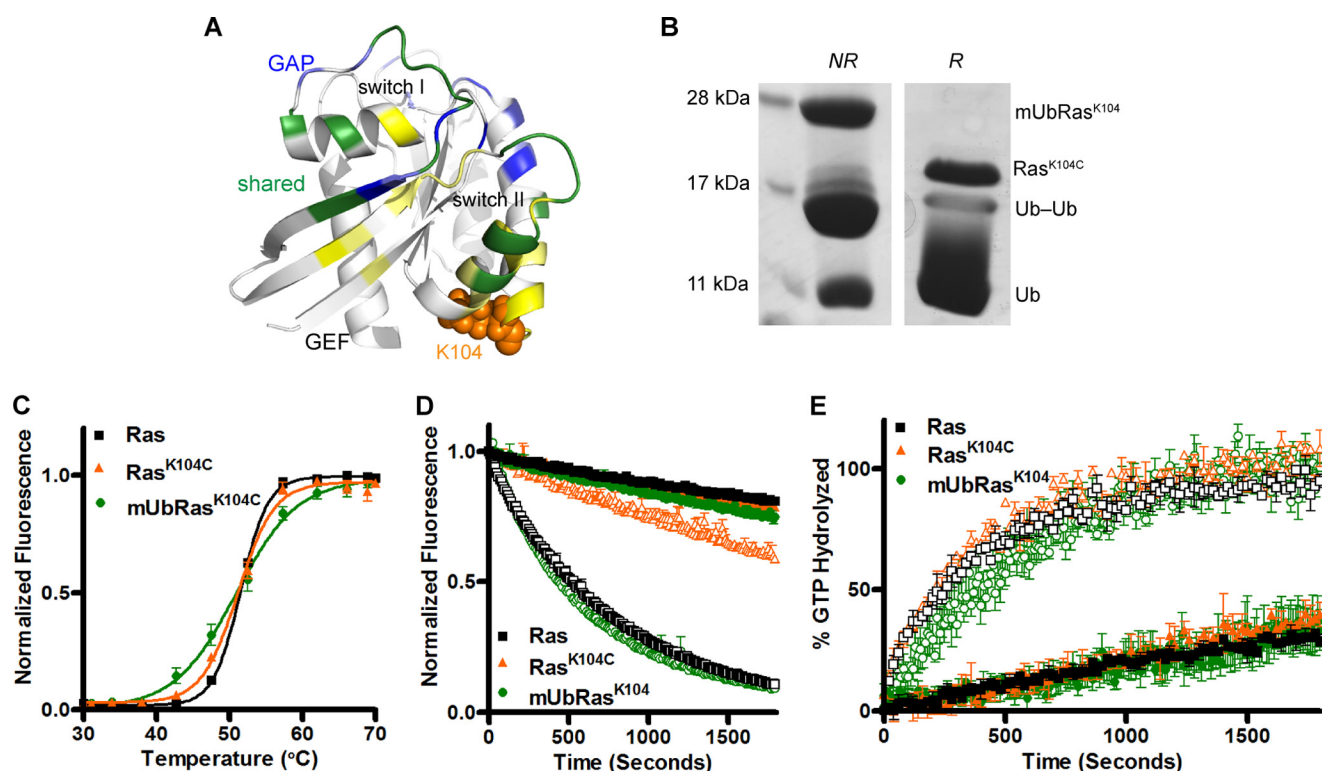 A
GAP
switch I
shared
switch II
GEF
K104
B
NR R
28 kDa
17 kDa
11 kDa
mUbRas^K104
Ras^K104C
Ub–Ub
Ub
C
Ras
Ras^K104C
mUbRas^K104C
Normalized Fluorescence
1.0
0.5
0.0
30 40 50 60 70
Temperature (°C)
D
Normalized Fluorescence
1.0
0.5
0.0
Ras
Ras^K104C
mUbRas^K104
0 500 1000 1500
Time (Seconds)
E
Ras
Ras^K104C
mUbRas^K104
% GTP Hydrolyzed
100
50
0
0 500 1000 1500
Time (Seconds)